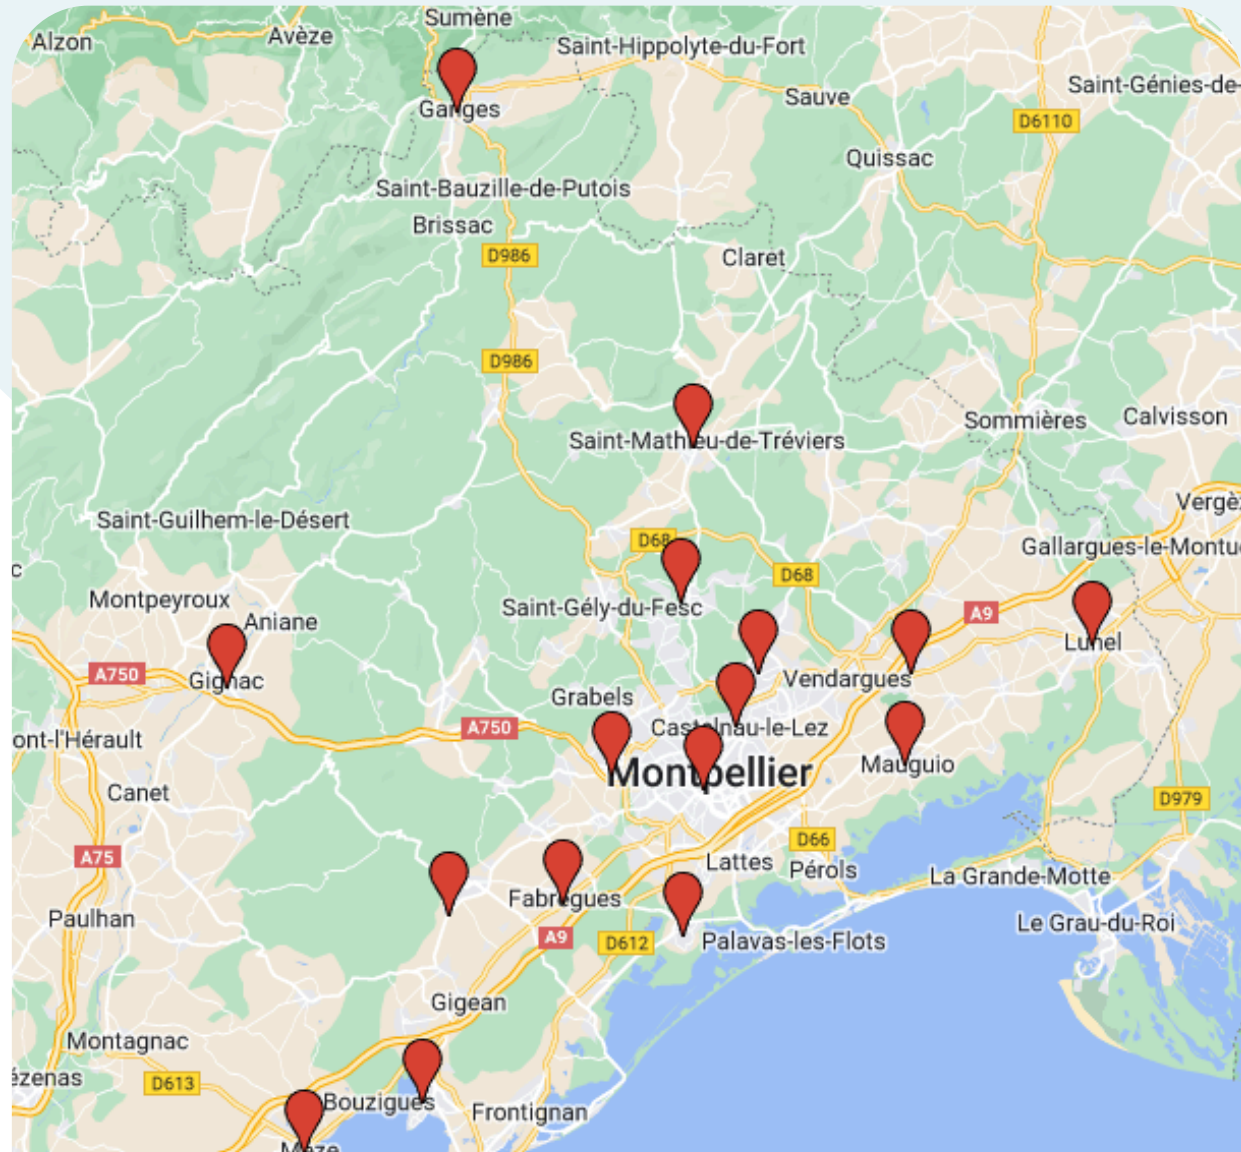 Sumène
Alzon
Avèze
Saint-Hippolyte-du-Fort
Saint-Génies-de-
Sauve
Ganges
D6110
Quissac
Saint-Bauzille-de-Putois
Brissac
D986
Claret
D986
Calvisson
Sommières
Saint-Mathieu-de-Tréviers
Vergèz
Saint-Guilhem-le-Désert
D68
Gallargues-le-Montu
c
D68
Montpeyroux
Saint-Gély-du-Fesc
A9
Aniane
Lunel
A750
Gignac
Vendargues
Grabels
A750
Castelnau-le-Lez
ont-l'Hérault
Mauguio
Montpellier
Canet
D979
D66
A75
Lattes
Pérols
La Grande-Motte
Fabrègues
Paulhan
Le Grau-du-Roi
A9
D612
Palavas-les-Flots
Gigean
Montagnac
ézenas
D613
Bouzigues
Frontignan
Mèze